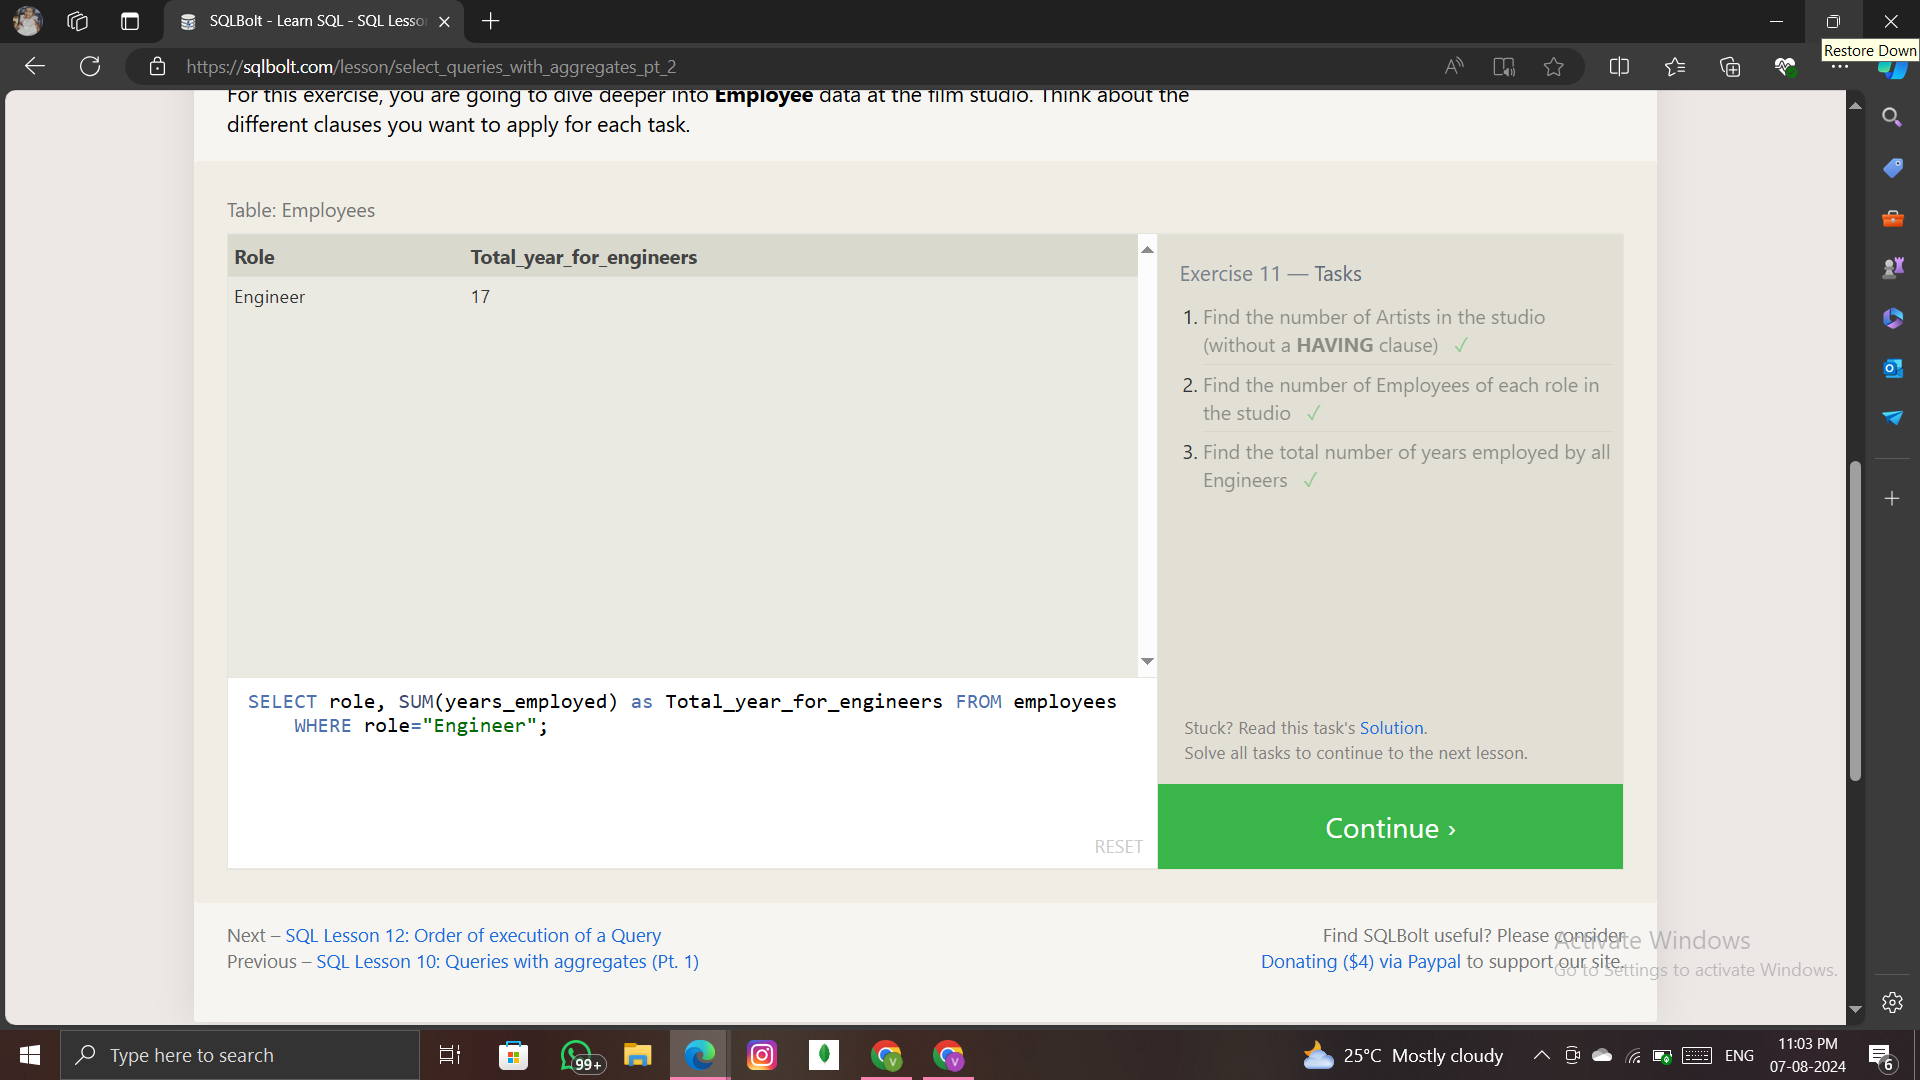 SQLBolt - Learn SQL - SQL Lesso
Restore Down
https://sqlbolt.com/lesson/select_queries_with_aggregates_pt_2
For this exercise, you are going to dive deeper into Employee data at the film studio. Think about the
different clauses you want to apply for each task.
Table: Employees
Role Total_year_for_engineers
Engineer 17
Exercise 11 — Tasks
1. Find the number of Artists in the studio
(without a HAVING clause) ✓
2. Find the number of Employees of each role in
the studio ✓
3. Find the total number of years employed by all
Engineers ✓
SELECT role, SUM(years_employed) as Total_year_for_engineers FROM employees
WHERE role="Engineer";
RESET
Stuck? Read this task's Solution.
Solve all tasks to continue to the next lesson.
Continue ›
Next – SQL Lesson 12: Order of execution of a Query
Previous – SQL Lesson 10: Queries with aggregates (Pt. 1)
Find SQLBolt useful? Please consider
Donating ($4) via Paypal to support our site.
Activate Windows
Go to Settings to activate Windows.
Type here to search
99+
25°C Mostly cloudy
ENG
11:03 PM
07-08-2024
6